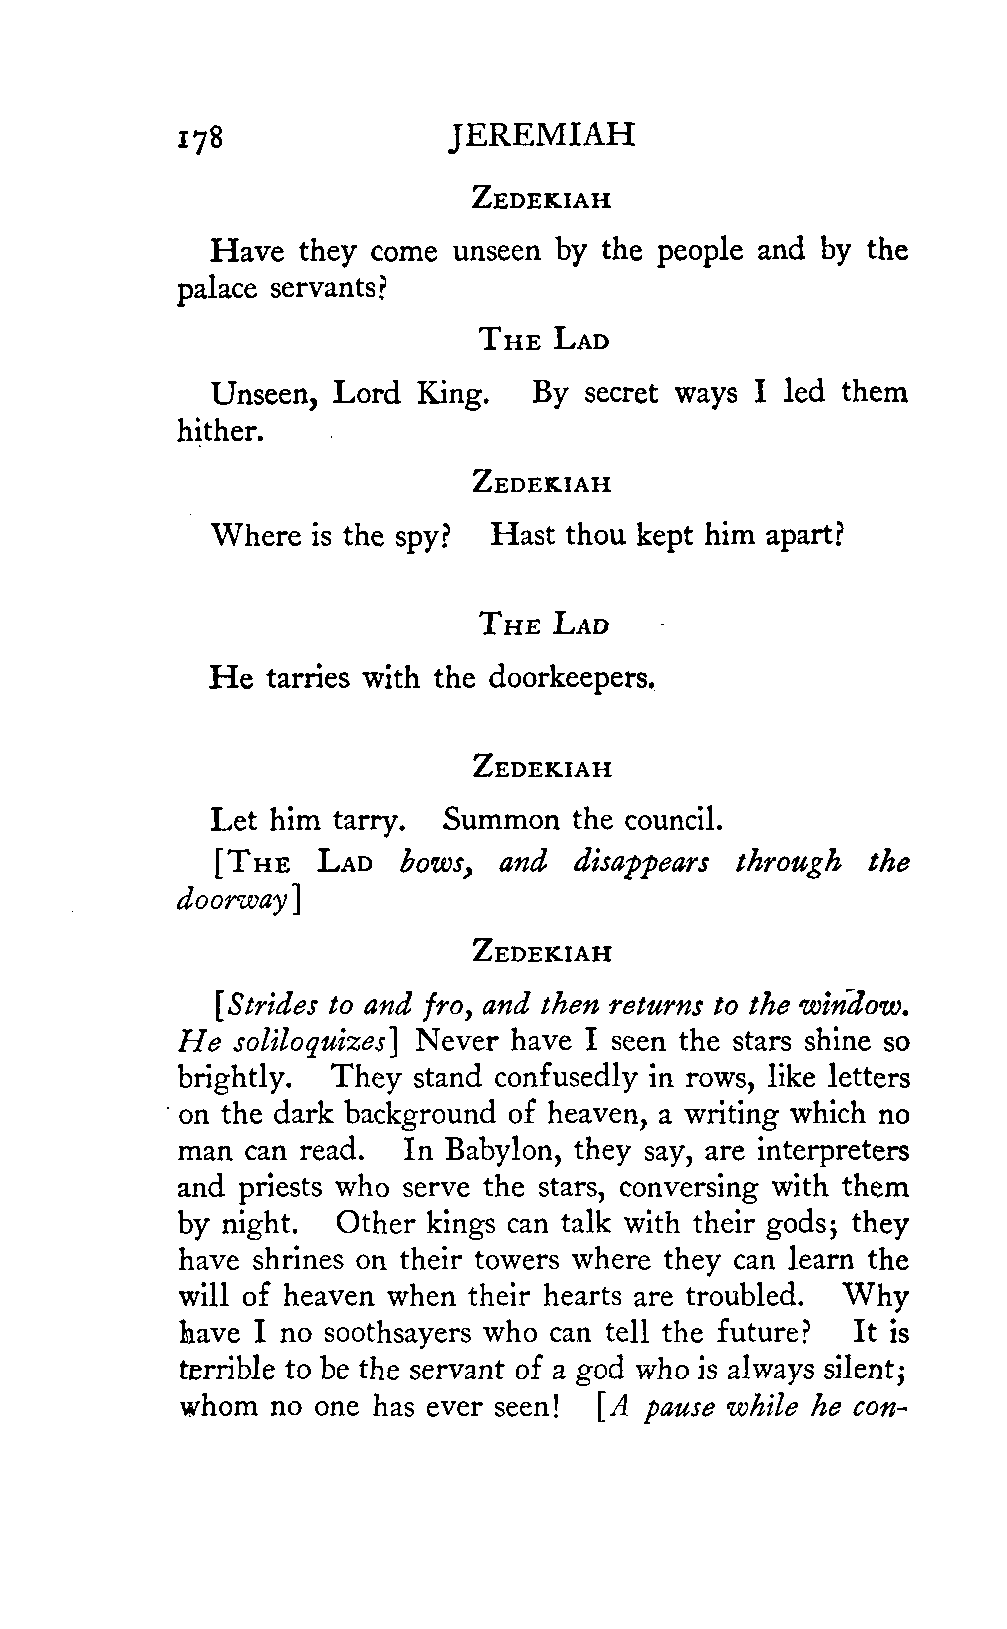 178 JEREMIAH
ZEDEKIAH
Have they come unseen by the people and by the
palace servants?
THE LAD
Unseen, Lord King. By secret ways I led them
hither.
ZEDEKIAH
Where is the spy? Hast thou kept him apart?
THE LAD
He tarries with the doorkeepers.
ZEDEKIAH
Let him tarry. Summon the council.
[THE LAD bows, and disappears through the
doorway]
ZEDEKIAH
[Strides to and fro, and then returns to the window.
He soliloquizes] Never have I seen the stars shine so
brightly. They stand confusedly in rows, like letters
on the dark background of heaven, a writing which no
man can read. In Babylon, they say, are interpreters
and priests who serve the stars, conversing with them
by night. Other kings can talk with their gods; they
have shrines on their towers where they can learn the
will of heaven when their hearts are troubled. Why
have I no soothsayers who can tell the future? It is
terrible to be the servant of a god who is always silent;
whom no one has ever seen! [A pause while he con-